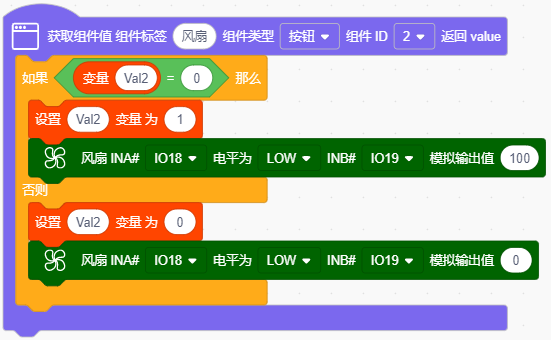 获取组件值 组件标签 风扇 组件类型 按钮 组件 ID 2 返回 value
如果 变量 Val2 = 0 那么
设置 Val2 变量 为 1
风扇 INA# IO18 电平为 LOW INB# IO19 模拟输出值 100
否则
设置 Val2 变量 为 0
风扇 INA# IO18 电平为 LOW INB# IO19 模拟输出值 0